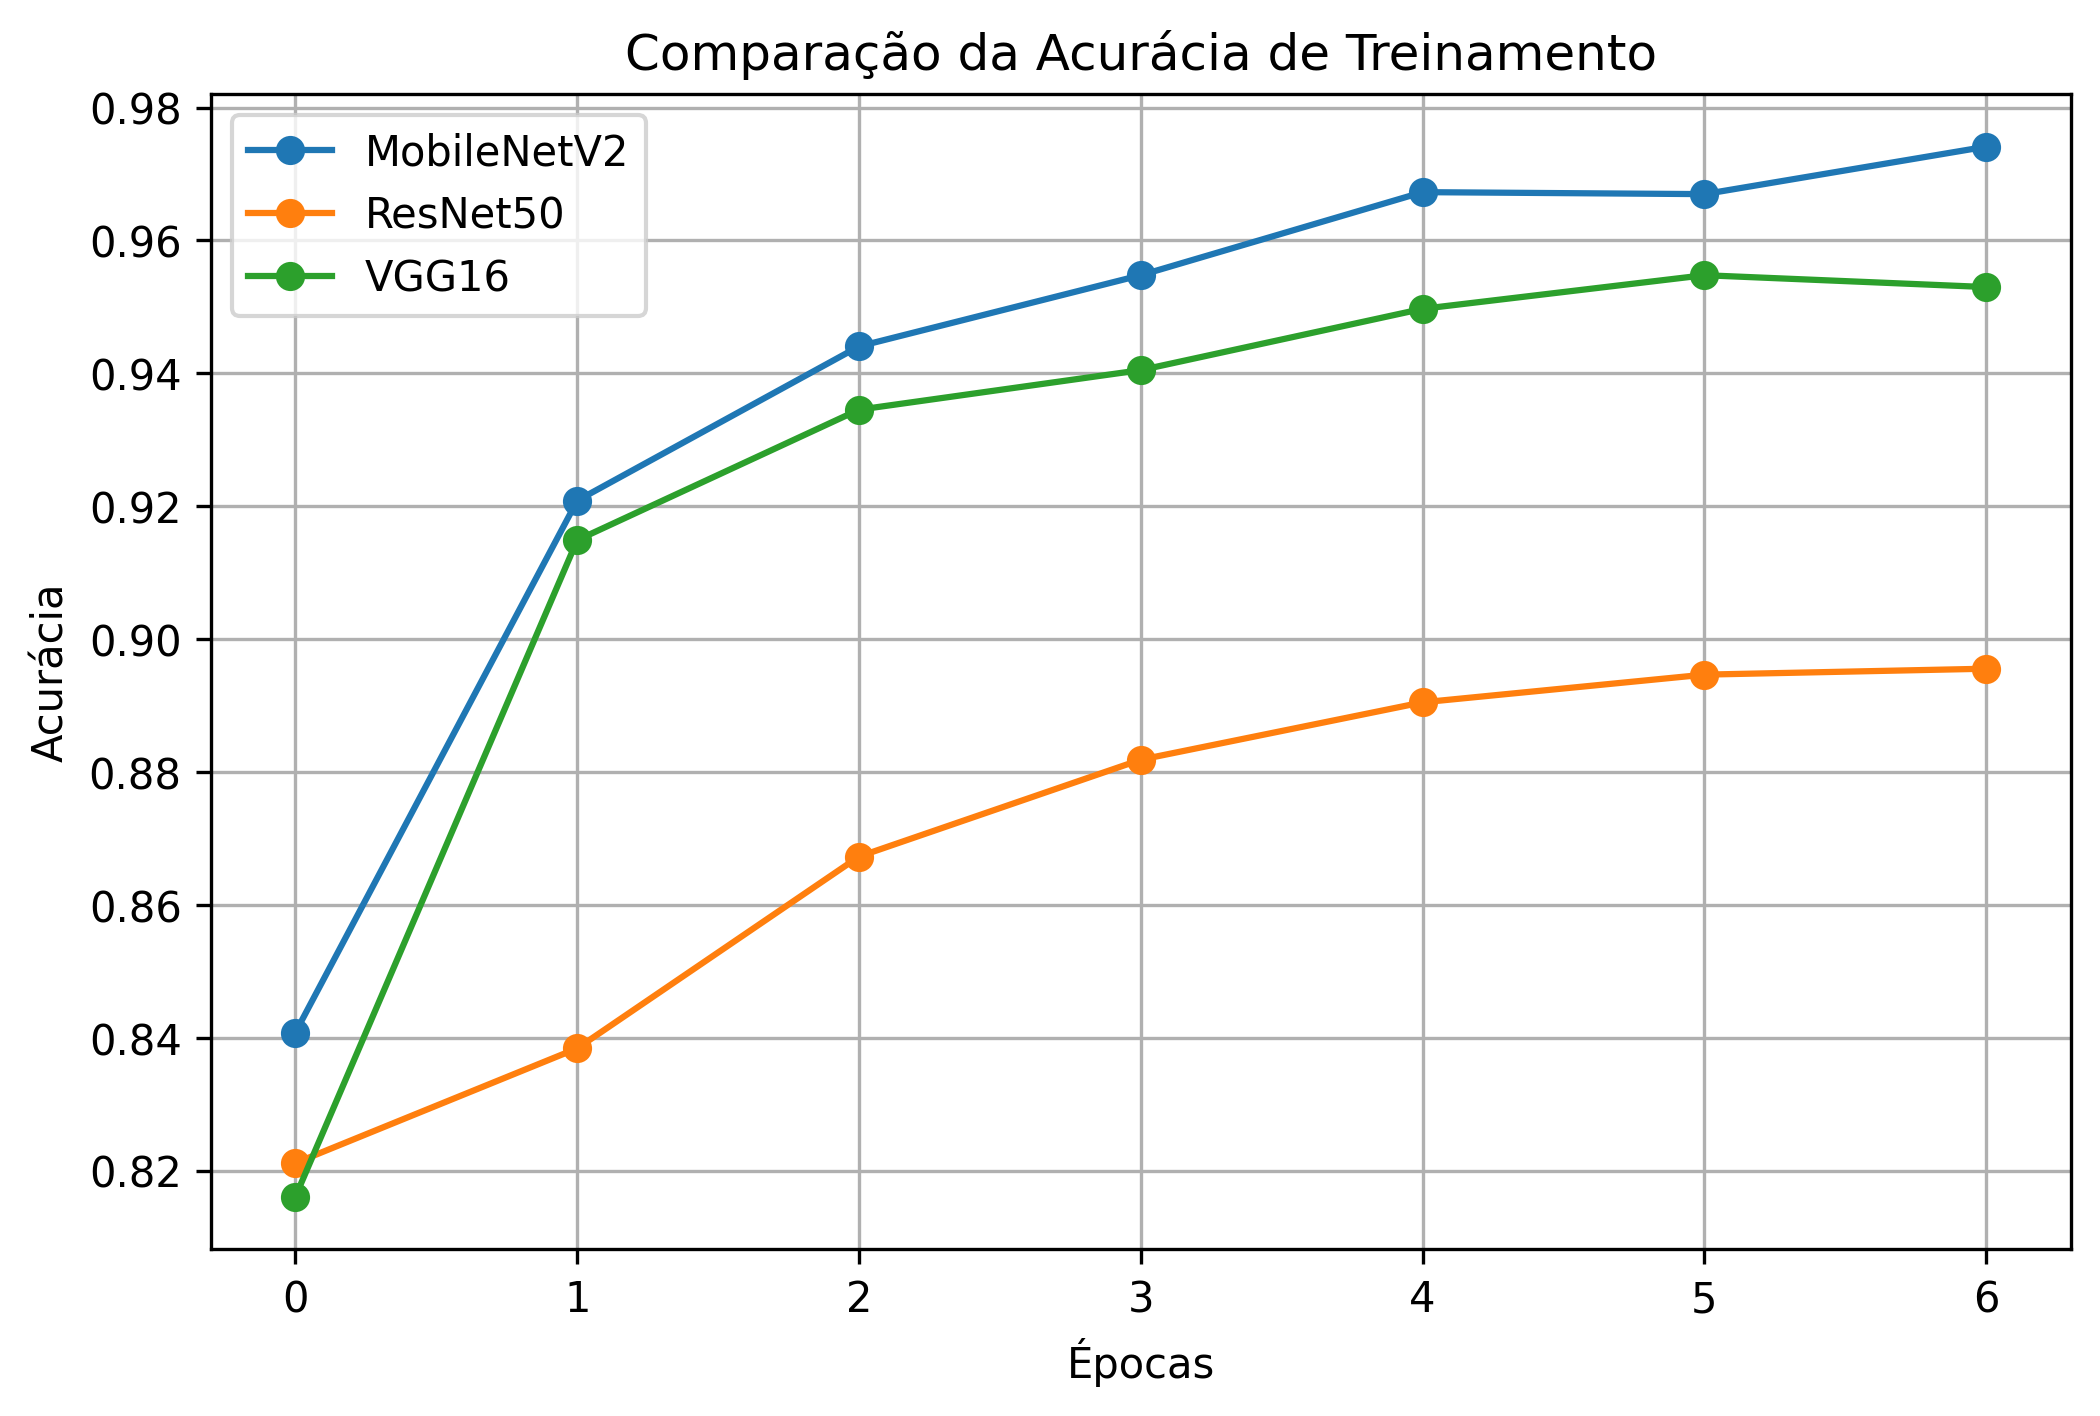 Comparação da Acurácia de Treinamento
0.98
0.96
0.94
0.92
0.90
0.88
0.86
0.84
0.82
Acurácia
MobileNetV2
ResNet50
VGG16
0 1 2 3 4 5 6
Épocas